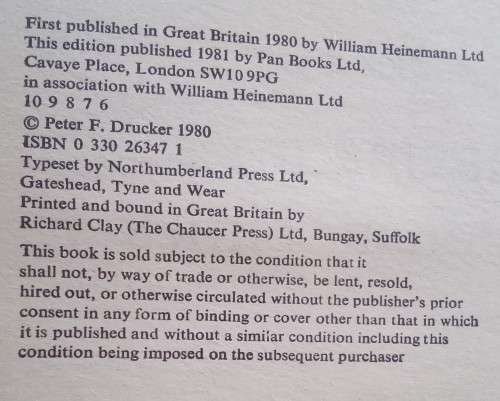 First published in Great Britain 1980 by William Heinemann Ltd
This edition published 1981 by Pan Books Ltd,
Cavaye Place, London SW10 9PG
in association with William Heinemann Ltd
10 9 8 7 6
© Peter F. Drucker 1980
ISBN 0 330 26347 1
Typeset by Northumberland Press Ltd,
Gateshead, Tyne and Wear
Printed and bound in Great Britain by
Richard Clay (The Chaucer Press) Ltd, Bungay, Suffolk
This book is sold subject to the condition that it
shall not, by way of trade or otherwise, be lent, resold,
hired out, or otherwise circulated without the publisher's prior
consent in any form of binding or cover other than that in which
it is published and without a similar condition including this
condition being imposed on the subsequent purchaser